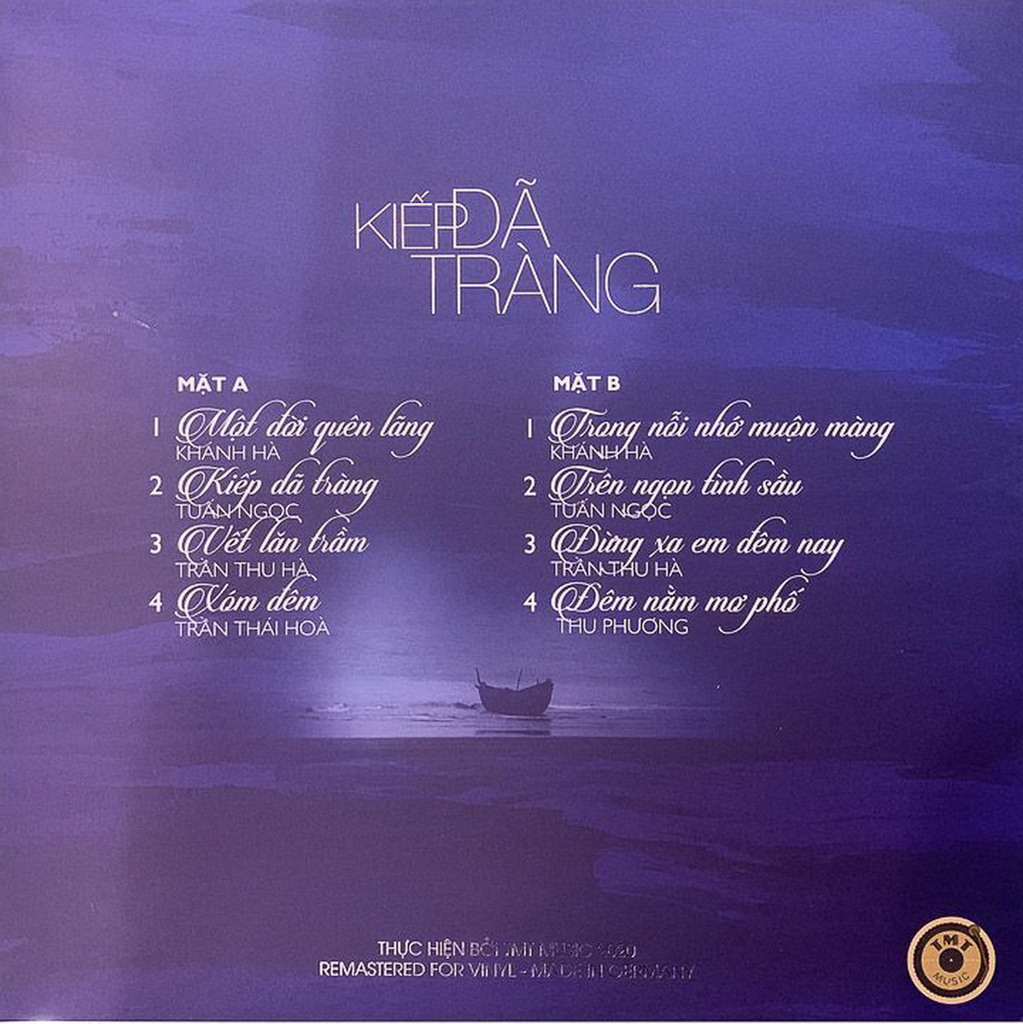 KIẾP DÃ
TRÀNG
MẶT A
1 Một đời quên lãng
KHÁNH HÀ
2 Kiếp dã tràng
TUẤN NGỌC
3 Vết lăn trầm
TRẦN THU HÀ
4 Xóm đêm
TRẦN THÁI HOÀ
MẶT B
1 Trong nỗi nhớ muộn màng
KHÁNH HÀ
2 Trên ngọn tình sầu
TUẤN NGỌC
3 Đừng xa em đêm nay
TRẦN THU HÀ
4 Đêm nằm mơ phố
THU PHƯƠNG
THỰC HIỆN BỞI TMT MUSIC 2020
REMASTERED FOR VINYL - MADE IN GERMANY
TMT
MUSIC